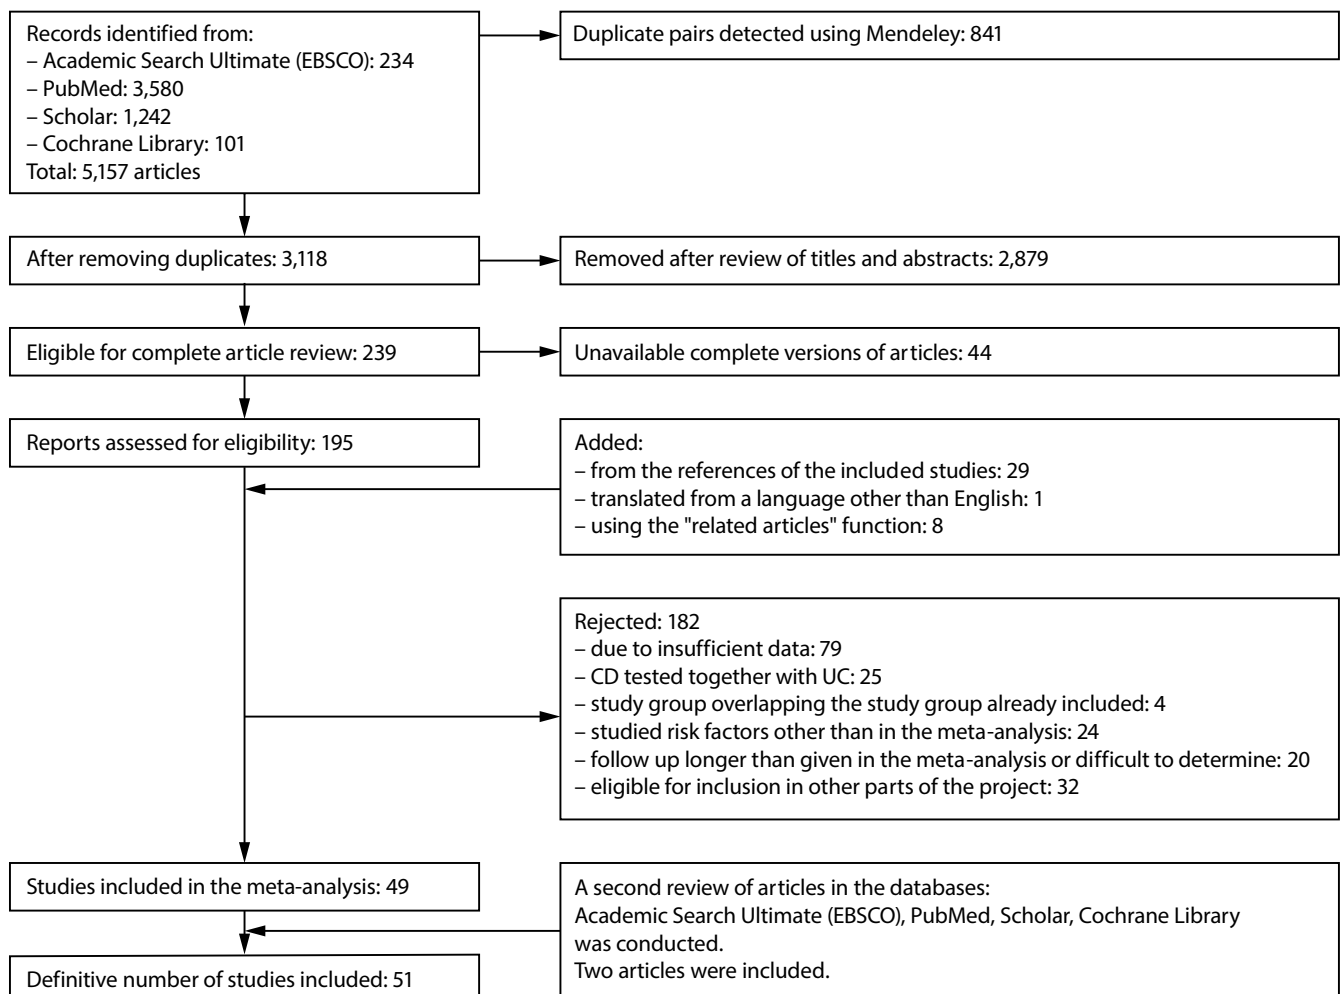 Records identified from:
– Academic Search Ultimate (EBSCO): 234
– PubMed: 3,580
– Scholar: 1,242
– Cochrane Library: 101
Total: 5,157 articles
Duplicate pairs detected using Mendeley: 841
After removing duplicates: 3,118
Removed after review of titles and abstracts: 2,879
Eligible for complete article review: 239
Unavailable complete versions of articles: 44
Reports assessed for eligibility: 195
Added:
– from the references of the included studies: 29
– translated from a language other than English: 1
– using the "related articles" function: 8
Rejected: 182
– due to insufficient data: 79
– CD tested together with UC: 25
– study group overlapping the study group already included: 4
– studied risk factors other than in the meta-analysis: 24
– follow up longer than given in the meta-analysis or difficult to determine: 20
– eligible for inclusion in other parts of the project: 32
Studies included in the meta-analysis: 49
A second review of articles in the databases:
Academic Search Ultimate (EBSCO), PubMed, Scholar, Cochrane Library
was conducted.
Two articles were included.
Definitive number of studies included: 51